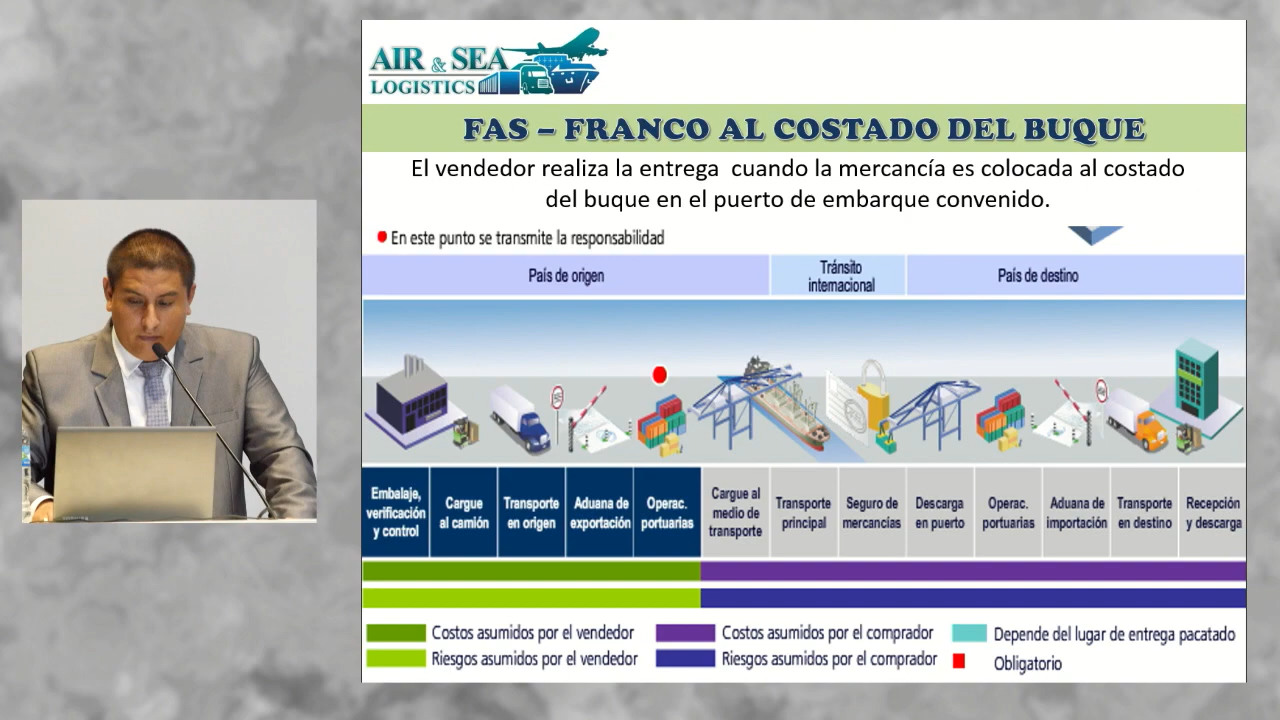 AIR & SEA
LOGISTICS
FAS – FRANCO AL COSTADO DEL BUQUE
El vendedor realiza la entrega cuando la mercancía es colocada al costado
del buque en el puerto de embarque convenido.
En este punto se transmite la responsabilidad
País de origen
Tránsito
internacional
País de destino
Embalaje,
verificación
y control
Cargue
al camión
Transporte
en origen
Aduana de
exportación
Operac.
portuarias
Cargue al
medio de
transporte
Transporte
principal
Seguro de
mercancías
Descarga
en puerto
Operac.
portuarias
Aduana de
importación
Transporte
en destino
Recepción
y descarga
Costos asumidos por el vendedor
Costos asumidos por el comprador
Depende del lugar de entrega pacatado
Riesgos asumidos por el vendedor
Riesgos asumidos por el comprador
Obligatorio